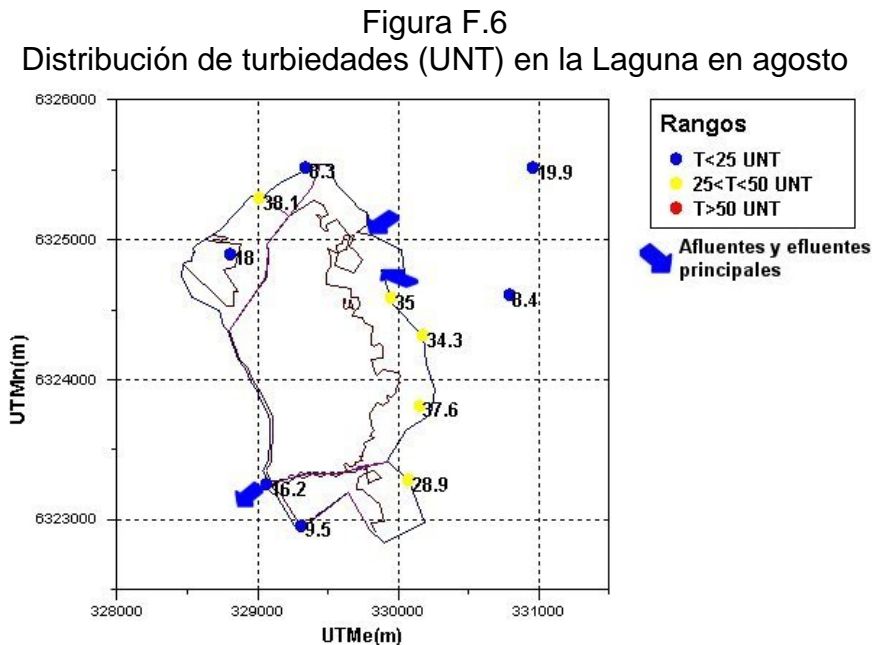 Figura F.6
Distribución de turbiedades (UNT) en la Laguna en agosto
6326000
6325000
6324000
6323000
UTMn(m)
328000
329000
330000
331000
UTMe(m)
19.9
38.1
18
35
8.4
34.3
37.6
16.2
28.9
9.5
Rangos
T<25 UNT
25<T<50 UNT
T>50 UNT
Afluentes y efluentes
principales